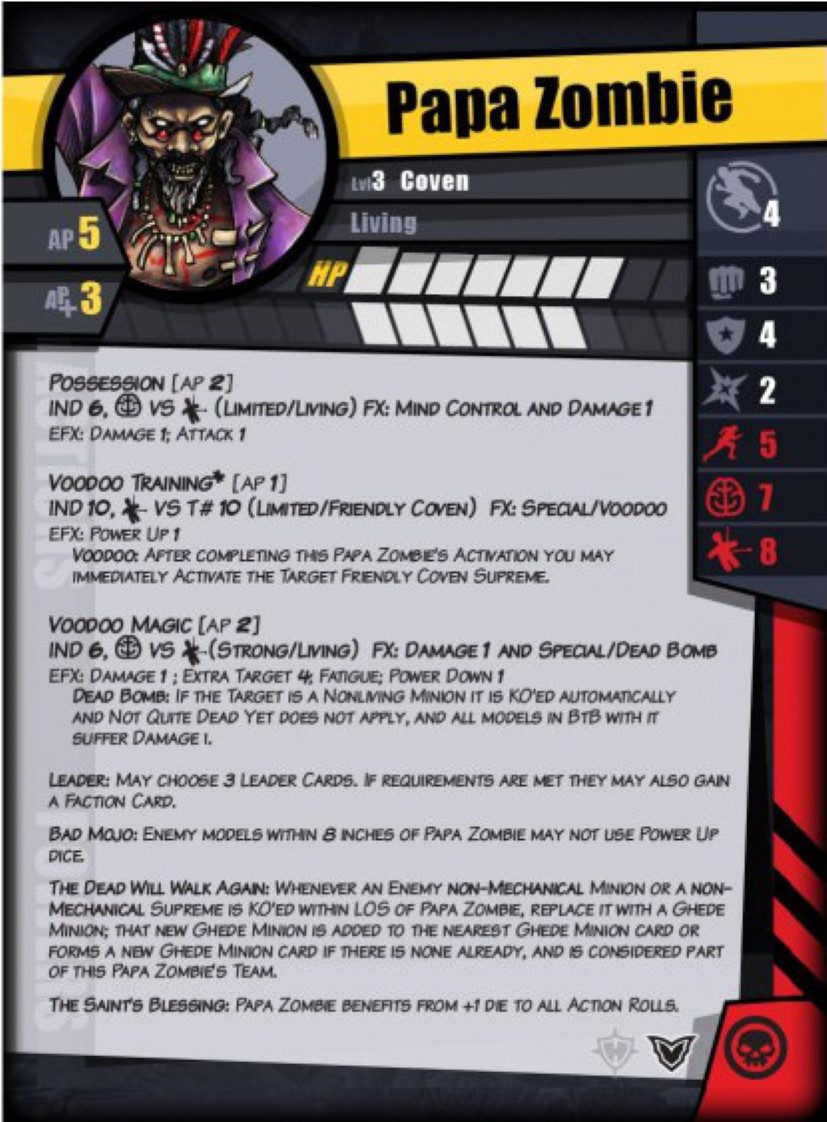 Papa Zombie
Lvl3 Coven
Living
AP 5
AP+ 3
HP
4
3
4
2
5
7
8
POSSESSION [AP 2]
IND 6, VS (LIMITED/LIVING) FX: MIND CONTROL AND DAMAGE 1
EFX: DAMAGE 1; ATTACK 1
VOODOO TRAINING* [AP 1]
IND 10, VS T# 10 (LIMITED/FRIENDLY COVEN) FX: SPECIAL/VOODOO
EFX: POWER UP 1
VOODOO: AFTER COMPLETING THIS PAPA ZOMBIE'S ACTIVATION YOU MAY
IMMEDIATELY ACTIVATE THE TARGET FRIENDLY COVEN SUPREME.
VOODOO MAGIC [AP 2]
IND 6, VS (STRONG/LIVING) FX: DAMAGE 1 AND SPECIAL/DEAD BOMB
EFX: DAMAGE 1 ; EXTRA TARGET 4; FATIGUE; POWER DOWN 1
DEAD BOMB: IF THE TARGET IS A NONLIVING MINION IT IS KO'ED AUTOMATICALLY
AND NOT QUITE DEAD YET DOES NOT APPLY, AND ALL MODELS IN BTB WITH IT
SUFFER DAMAGE 1.
LEADER: MAY CHOOSE 3 LEADER CARDS. IF REQUIREMENTS ARE MET THEY MAY ALSO GAIN
A FACTION CARD.
BAD MOJO: ENEMY MODELS WITHIN 8 INCHES OF PAPA ZOMBIE MAY NOT USE POWER UP
DICE.
THE DEAD WILL WALK AGAIN: WHENEVER AN ENEMY NON-MECHANICAL MINION OR A NON-
MECHANICAL SUPREME IS KO'ED WITHIN LOS OF PAPA ZOMBIE, REPLACE IT WITH A GHEDE
MINION; THAT NEW GHEDE MINION IS ADDED TO THE NEAREST GHEDE MINION CARD OR
FORMS A NEW GHEDE MINION CARD IF THERE IS NONE ALREADY, AND IS CONSIDERED PART
OF THIS PAPA ZOMBIE'S TEAM.
THE SAINT'S BLESSING: PAPA ZOMBIE BENEFITS FROM +1 DIE TO ALL ACTION ROLLS.
ACTIONS
POWERS